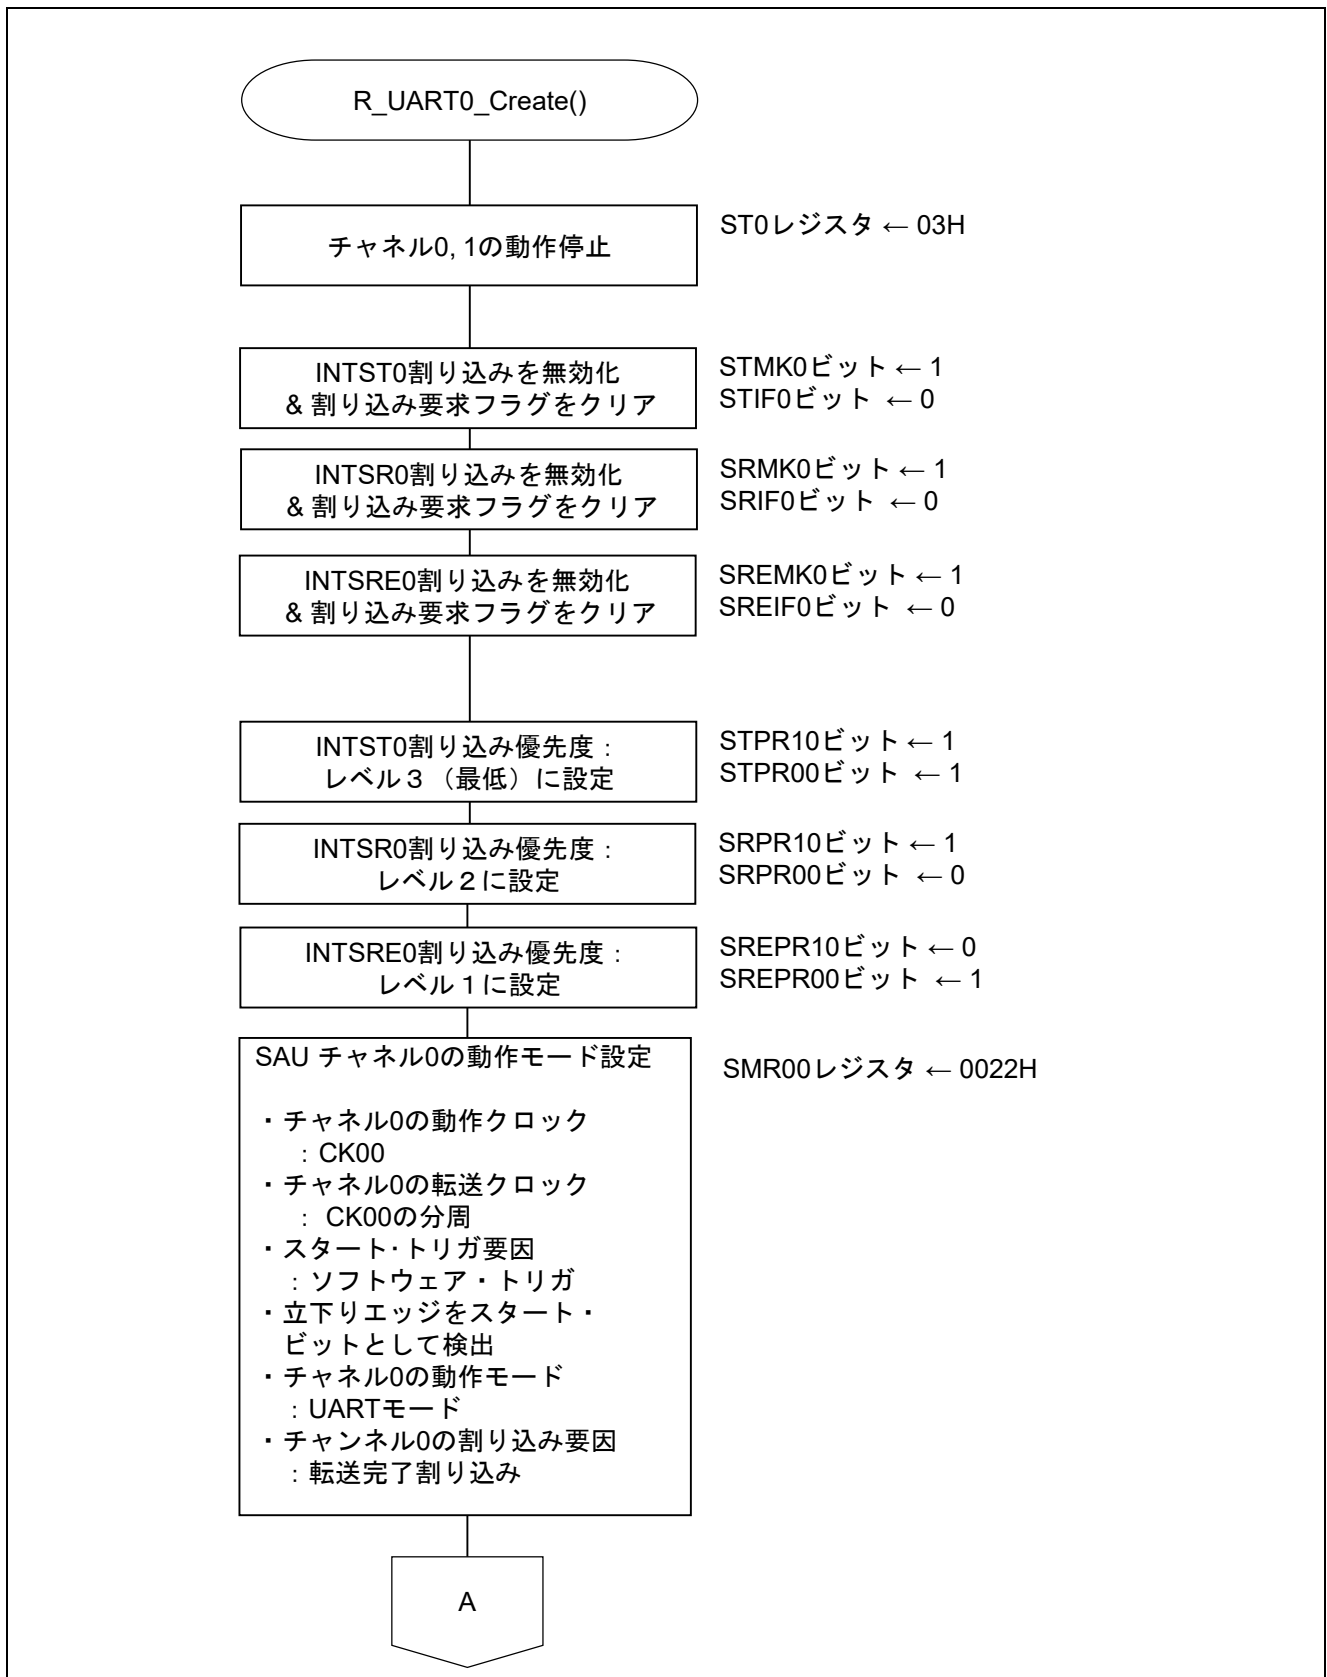 R_UART0_Create()
チャネル0, 1の動作停止
ST0レジスタ ← 03H
INTST0割り込みを無効化
& 割り込み要求フラグをクリア
STMK0ビット ← 1
STIF0ビット ← 0
INTSR0割り込みを無効化
& 割り込み要求フラグをクリア
SRMK0ビット ← 1
SRIF0ビット ← 0
INTSRE0割り込みを無効化
& 割り込み要求フラグをクリア
SREMK0ビット ← 1
SREIF0ビット ← 0
INTST0割り込み優先度：
レベル３（最低）に設定
STPR10ビット ← 1
STPR00ビット ← 1
INTSR0割り込み優先度：
レベル２に設定
SRPR10ビット ← 1
SRPR00ビット ← 0
INTSRE0割り込み優先度：
レベル１に設定
SREPR10ビット ← 0
SREPR00ビット ← 1
SAU チャネル0の動作モード設定
SMR00レジスタ ← 0022H
・チャネル0の動作クロック
：CK00
・チャネル0の転送クロック
： CK00の分周
・スタート･トリガ要因
：ソフトウェア・トリガ
・立下りエッジをスタート・
ビットとして検出
・チャネル0の動作モード
：UARTモード
・チャンネル0の割り込み要因
：転送完了割り込み
A